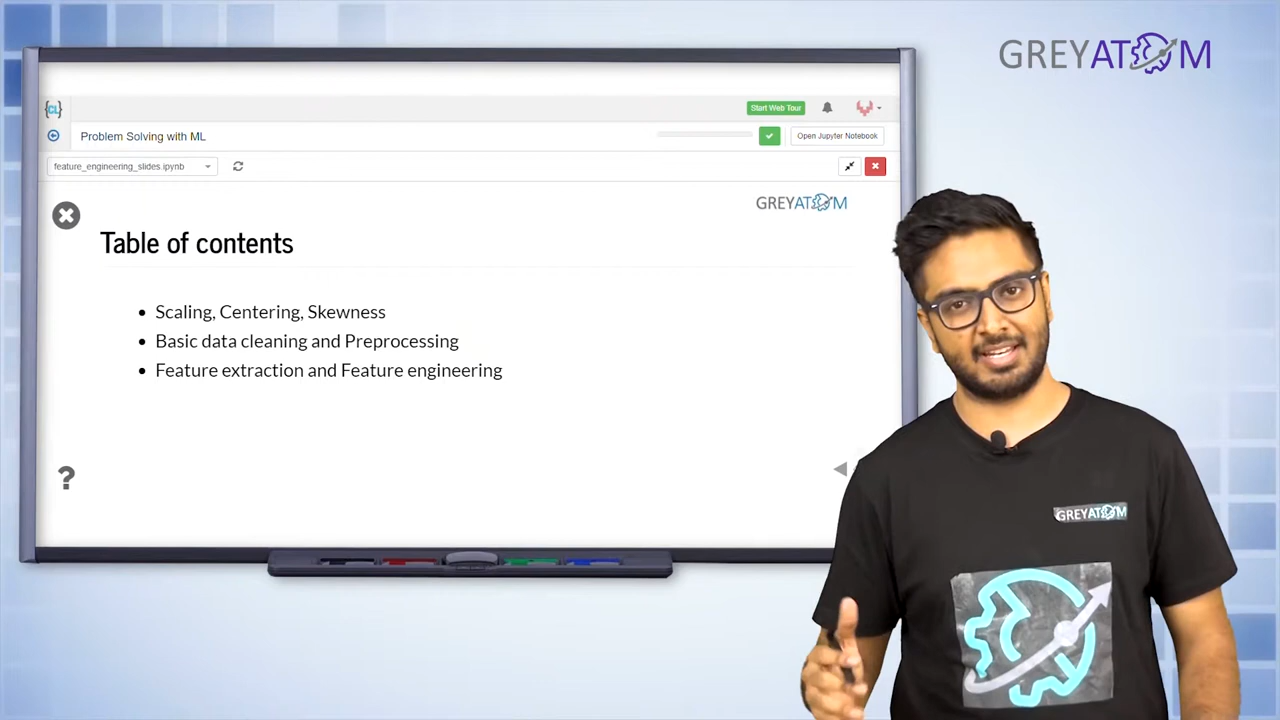 GREYATOM
{CL}
Start Web Tour
Problem Solving with ML
Open Jupyter Notebook
feature_engineering_slides.ipynb
GREYATOM
Table of contents
Scaling, Centering, Skewness
Basic data cleaning and Preprocessing
Feature extraction and Feature engineering
?
GREYATOM